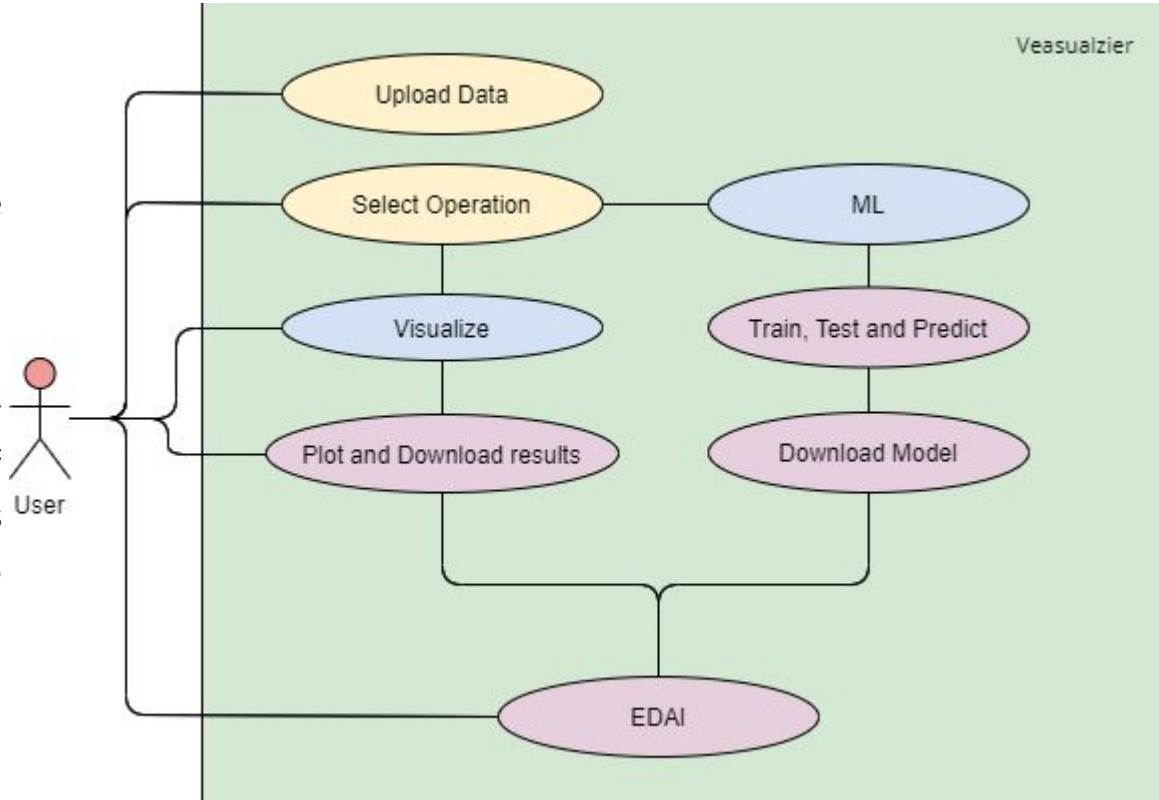 Veasualzier
Upload Data
Select Operation
ML
Visualize
Train, Test and Predict
Plot and Download results
Download Model
User
EDAI